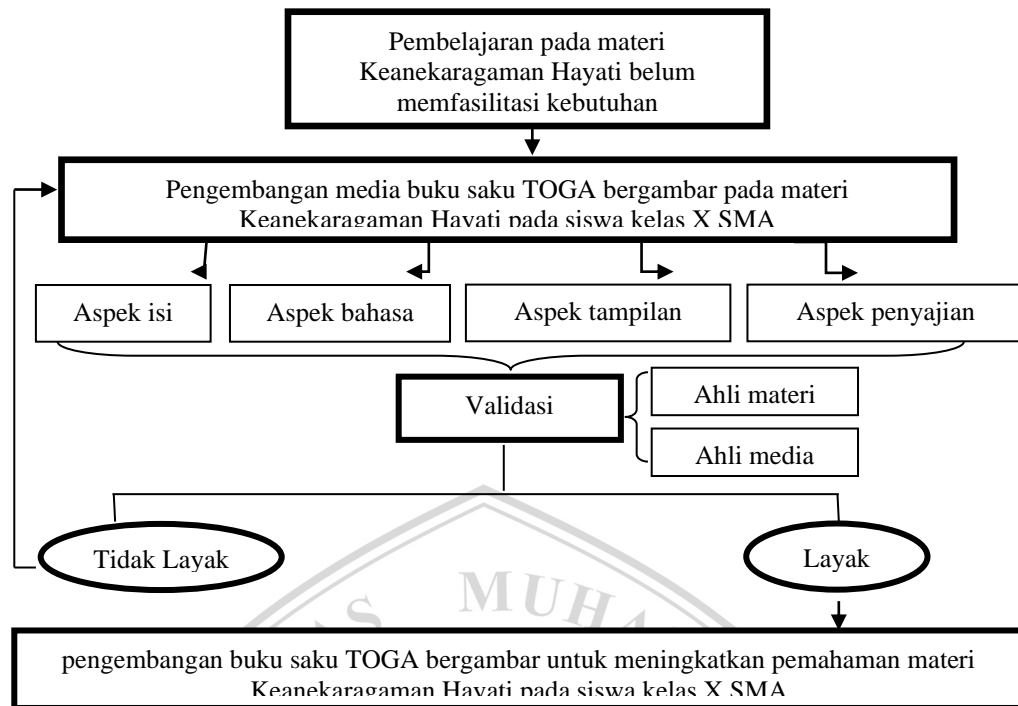 Pembelajaran pada materi
Keanekaragaman Hayati belum
memfasilitasi kebutuhan
Pengembangan media buku saku TOGA bergambar pada materi
Keanekaragaman Hayati pada siswa kelas X SMA
Aspek isi
Aspek bahasa
Aspek tampilan
Aspek penyajian
Validasi
Ahli materi
Ahli media
Tidak Layak
Layak
S MUHA
pengembangan buku saku TOGA bergambar untuk meningkatkan pemahaman materi
Keanekaragaman Hayati pada siswa kelas X SMA